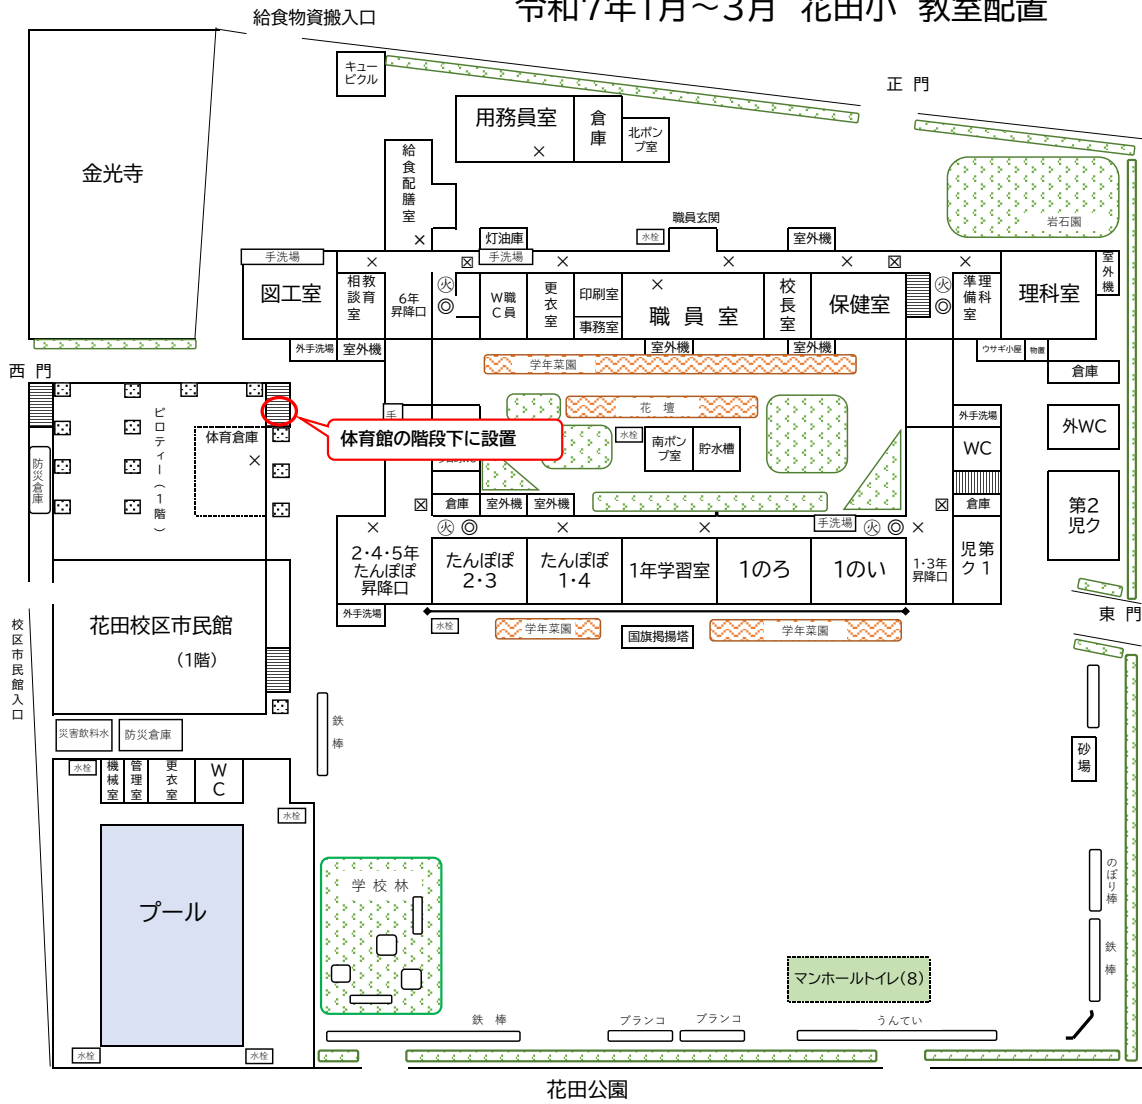 令和7年1月～3月 花田小 教室配置
給食物資搬入口
キュー
ビクル
正 門
用務員室
倉庫
北ポン
プ室
金光寺
給食配膳室
岩石園
職員玄関
水栓
灯油庫
室外機
手洗場
手洗場
室外機
図工室
教育
相談室
6年
昇降口
火
W職
C員
更衣室
印刷室
事務室
職 員 室
校長室
保健室
火
理科
準備室
理科室
外手洗場
室外機
室外機
室外機
ウサギ小屋
物置
倉庫
西 門
学年菜園
花 壇
ピロティー(1階)
体育倉庫
手
体育館の階段下に設置
水栓
南ポン
プ室
貯水槽
外手洗場
WC
外WC
防災倉庫
倉庫
室外機
室外機
倉庫
第2
児ク
火
手洗場
火
2・4・5年
たんぽぽ
昇降口
たんぽぽ
2・3
たんぽぽ
1・4
1年学習室
1のろ
1のい
1・3年
昇降口
第1
児ク
東 門
外手洗場
水栓
学年菜園
国旗掲揚塔
学年菜園
校区市民館入口
花田校区市民館
(1階)
鉄棒
災害飲料水
防災倉庫
砂場
水栓
機械室
管理室
更衣室
WC
水栓
プール
学 校 林
のぼり棒
鉄棒
マンホールトイレ(8)
鉄 棒
ブランコ
ブランコ
うんてい
水栓
水栓
花田公園